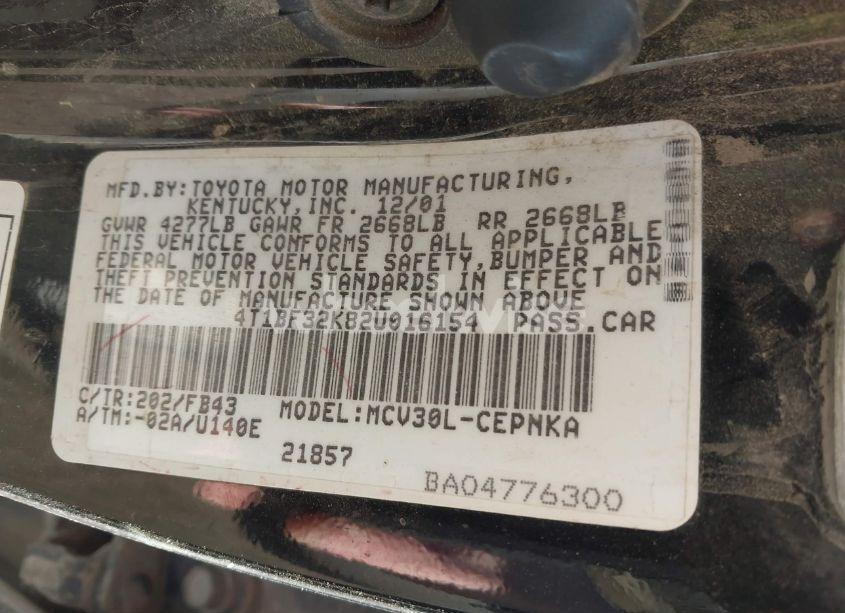 MFD.BY:TOYOTA MOTOR MANUFACTURING,
KENTUCKY,INC. 12/01
GVWR 4277LB GAWR FR 2668LB RR 2668LB
THIS VEHICLE CONFORMS TO ALL APPLICABLE
FEDERAL MOTOR VEHICLE SAFETY,BUMPER AND
THEFT PREVENTION STANDARDS IN EFFECT ON
THE DATE OF MANUFACTURE SHOWN ABOVE
4T1BF32K82U016154 PASS.CAR
C/TR:202/FB43 MODEL:MCV30L-CEPNKA
A/TM:-02A/U140E
21857
BA04776300